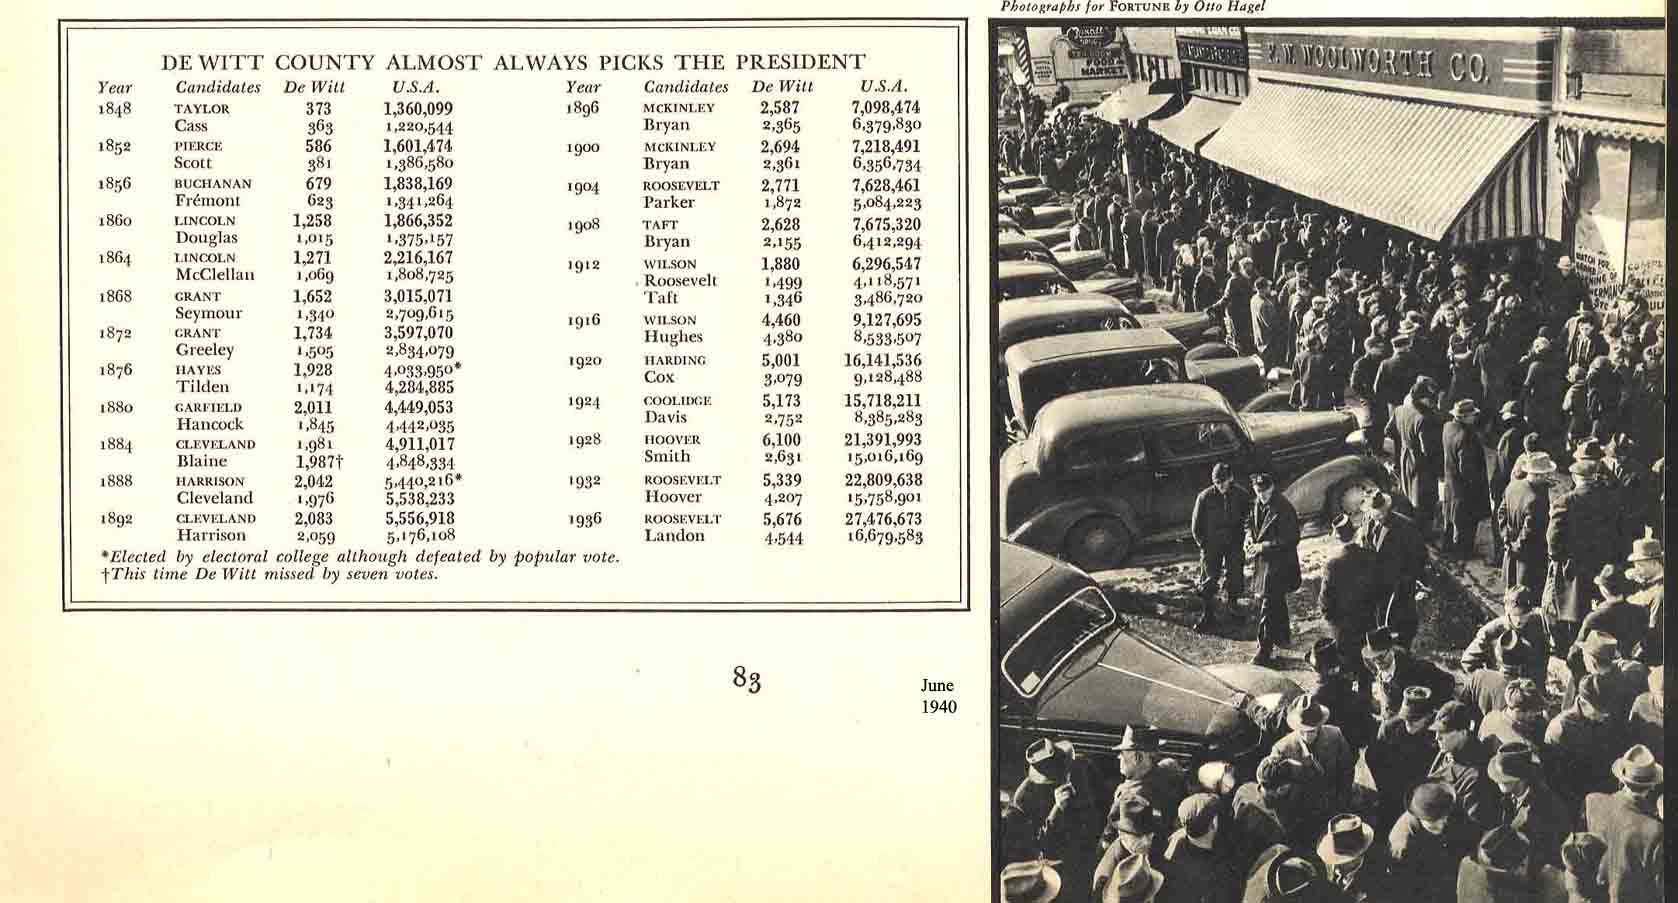 Photographs for FORTUNE by Otto Hagel
DE WITT COUNTY ALMOST ALWAYS PICKS THE PRESIDENT
Year Candidates De Witt U.S.A.
1848 TAYLOR 373 1,360,099
Cass 363 1,220,544
1852 PIERCE 586 1,601,474
Scott 381 1,386,580
1856 BUCHANAN 679 1,838,169
Frémont 623 1,341,264
1860 LINCOLN 1,258 1,866,352
Douglas 1,015 1,375,157
1864 LINCOLN 1,271 2,216,167
McClellan 1,069 1,808,725
1868 GRANT 1,652 3,015,071
Seymour 1,340 2,709,615
1872 GRANT 1,734 3,597,070
Greeley 1,505 2,834,079
1876 HAYES 1,928 4,033,950*
Tilden 1,174 4,284,885
1880 GARFIELD 2,011 4,449,053
Hancock 1,845 4,442,035
1884 CLEVELAND 1,981 4,911,017
Blaine 1,987† 4,848,334
1888 HARRISON 2,042 5,440,216*
Cleveland 1,976 5,538,233
1892 CLEVELAND 2,083 5,556,918
Harrison 2,059 5,176,108
Year Candidates De Witt U.S.A.
1896 MCKINLEY 2,587 7,098,474
Bryan 2,365 6,379,830
1900 MCKINLEY 2,694 7,218,491
Bryan 2,361 6,356,734
1904 ROOSEVELT 2,771 7,628,461
Parker 1,872 5,084,223
1908 TAFT 2,628 7,675,320
Bryan 2,155 6,412,294
1912 WILSON 1,880 6,296,547
Roosevelt 1,499 4,118,571
Taft 1,346 3,486,720
1916 WILSON 4,460 9,127,695
Hughes 4,380 8,533,507
1920 HARDING 5,001 16,141,536
Cox 3,079 9,128,488
1924 COOLIDGE 5,173 15,718,211
Davis 2,752 8,385,283
1928 HOOVER 6,100 21,391,993
Smith 2,631 15,016,169
1932 ROOSEVELT 5,339 22,809,638
Hoover 4,207 15,758,901
1936 ROOSEVELT 5,676 27,476,673
Landon 4,544 16,679,583
*Elected by electoral college although defeated by popular vote.
†This time De Witt missed by seven votes.
83
June
1940
FOOD
MARKET
F. W. WOOLWORTH CO.
WATCH FOR